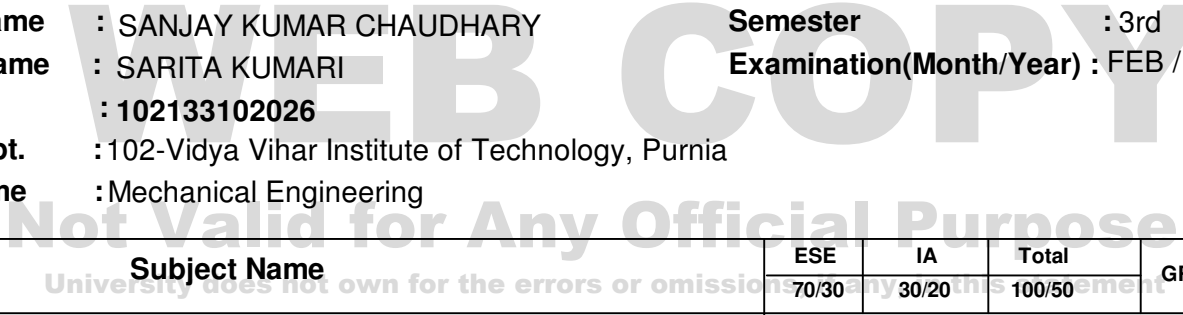 WEB COPY
ame : SANJAY KUMAR CHAUDHARY Semester : 3rd
ame : SARITA KUMARI Examination(Month/Year) : FEB /
: 102133102026
ot. : 102-Vidya Vihar Institute of Technology, Purnia
ne : Mechanical Engineering
Not Valid for Any Official Purpose
Subject Name ESE IA Total
University does not own for the errors or omissions, if any, in this statement
70/30 30/20 100/50 GR